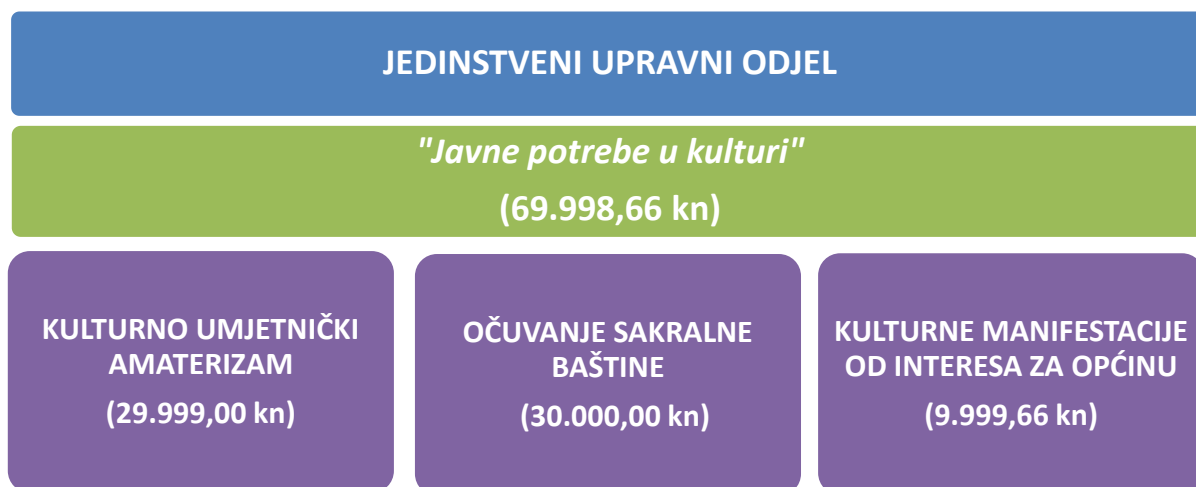 JEDINSTVENI UPRAVNI ODJEL
"Javne potrebe u kulturi"
(69.998,66 kn)
KULTURNO UMJETNIČKI
AMATERIZAM
(29.999,00 kn)
OČUVANJE SAKRALNE
BAŠTINE
(30.000,00 kn)
KULTURNE MANIFESTACIJE
OD INTERESA ZA OPĆINU
(9.999,66 kn)